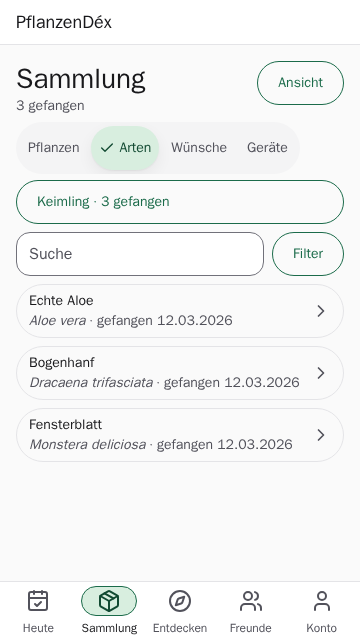 PflanzenDéx
Sammlung
Ansicht
3 gefangen
Pflanzen Arten Wünsche Geräte
Keimling · 3 gefangen
Suche Filter
Echte Aloe
Aloe vera · gefangen 12.03.2026
Bogenhanf
Dracaena trifasciata · gefangen 12.03.2026
Fensterblatt
Monstera deliciosa · gefangen 12.03.2026
Heute Sammlung Entdecken Freunde Konto